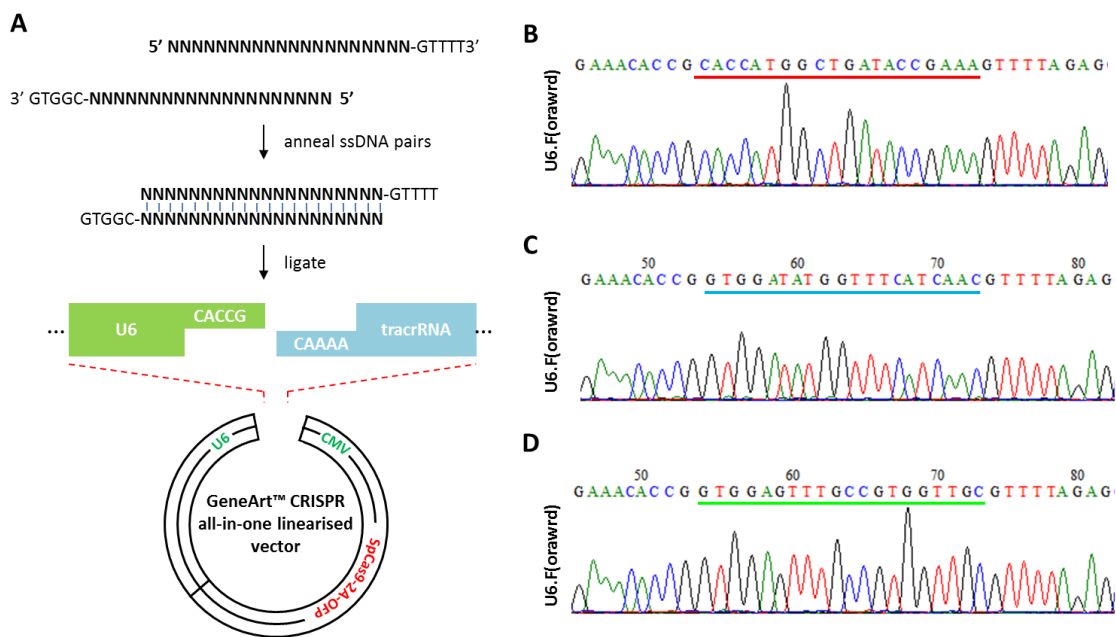 A
5’ NNNNNNNNNNNNNNNNNNNN-GTTTT3’
3’ GTGGC-NNNNNNNNNNNNNNNNNNNN 5’
anneal ssDNA pairs
NNNNNNNNNNNNNNNNNNNN-GTTTT
GTGGC-NNNNNNNNNNNNNNNNNNNN
ligate
... U6 CACCG CAAAA tracrRNA ...
U6 CMV
GeneArt™ CRISPR
all-in-one linearised
vector
SpCas9-2A-OFP
B
GAAACACCGCACCATGGCTGATACCGAAAGTTTTAGAG
U6.F(orawrd)
C
50 60 70 80
GAAACACCGGTGGATATGGTTTCATCAACGTTTTAGAG
U6.F(orawrd)
D
50 60 70 80
GAAACACCGGTGGAGTTTGCCGTGGTTGCGTTTTAGAG
U6.F(orawrd)